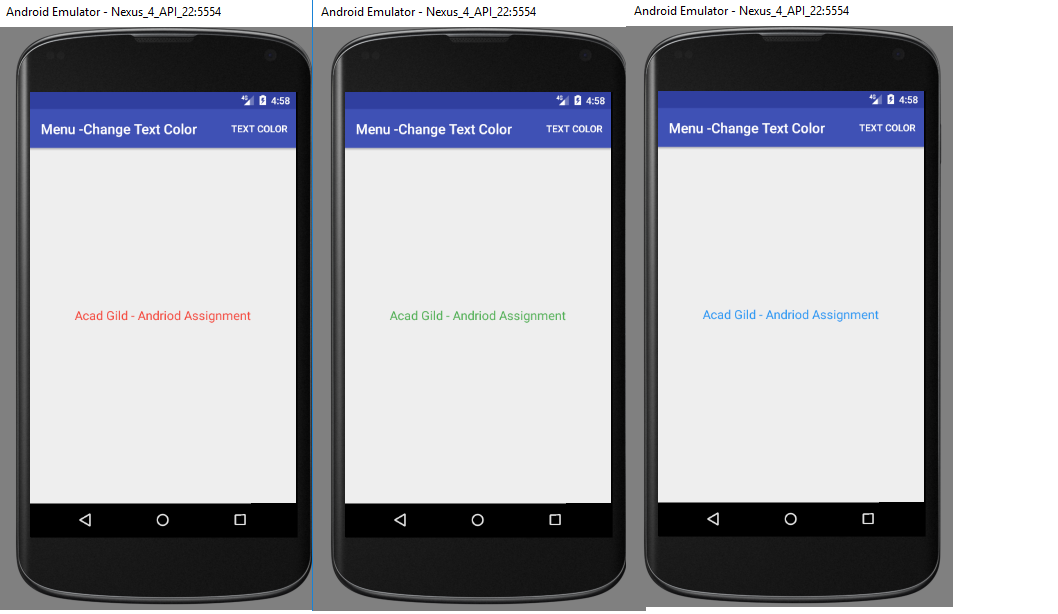 Android Emulator - Nexus_4_API_22:5554
4G 4:58
Menu -Change Text Color TEXT COLOR
Acad Gild - Andriod Assignment
Android Emulator - Nexus_4_API_22:5554
4G 4:58
Menu -Change Text Color TEXT COLOR
Acad Gild - Andriod Assignment
Android Emulator - Nexus_4_API_22:5554
4G 4:58
Menu -Change Text Color TEXT COLOR
Acad Gild - Andriod Assignment